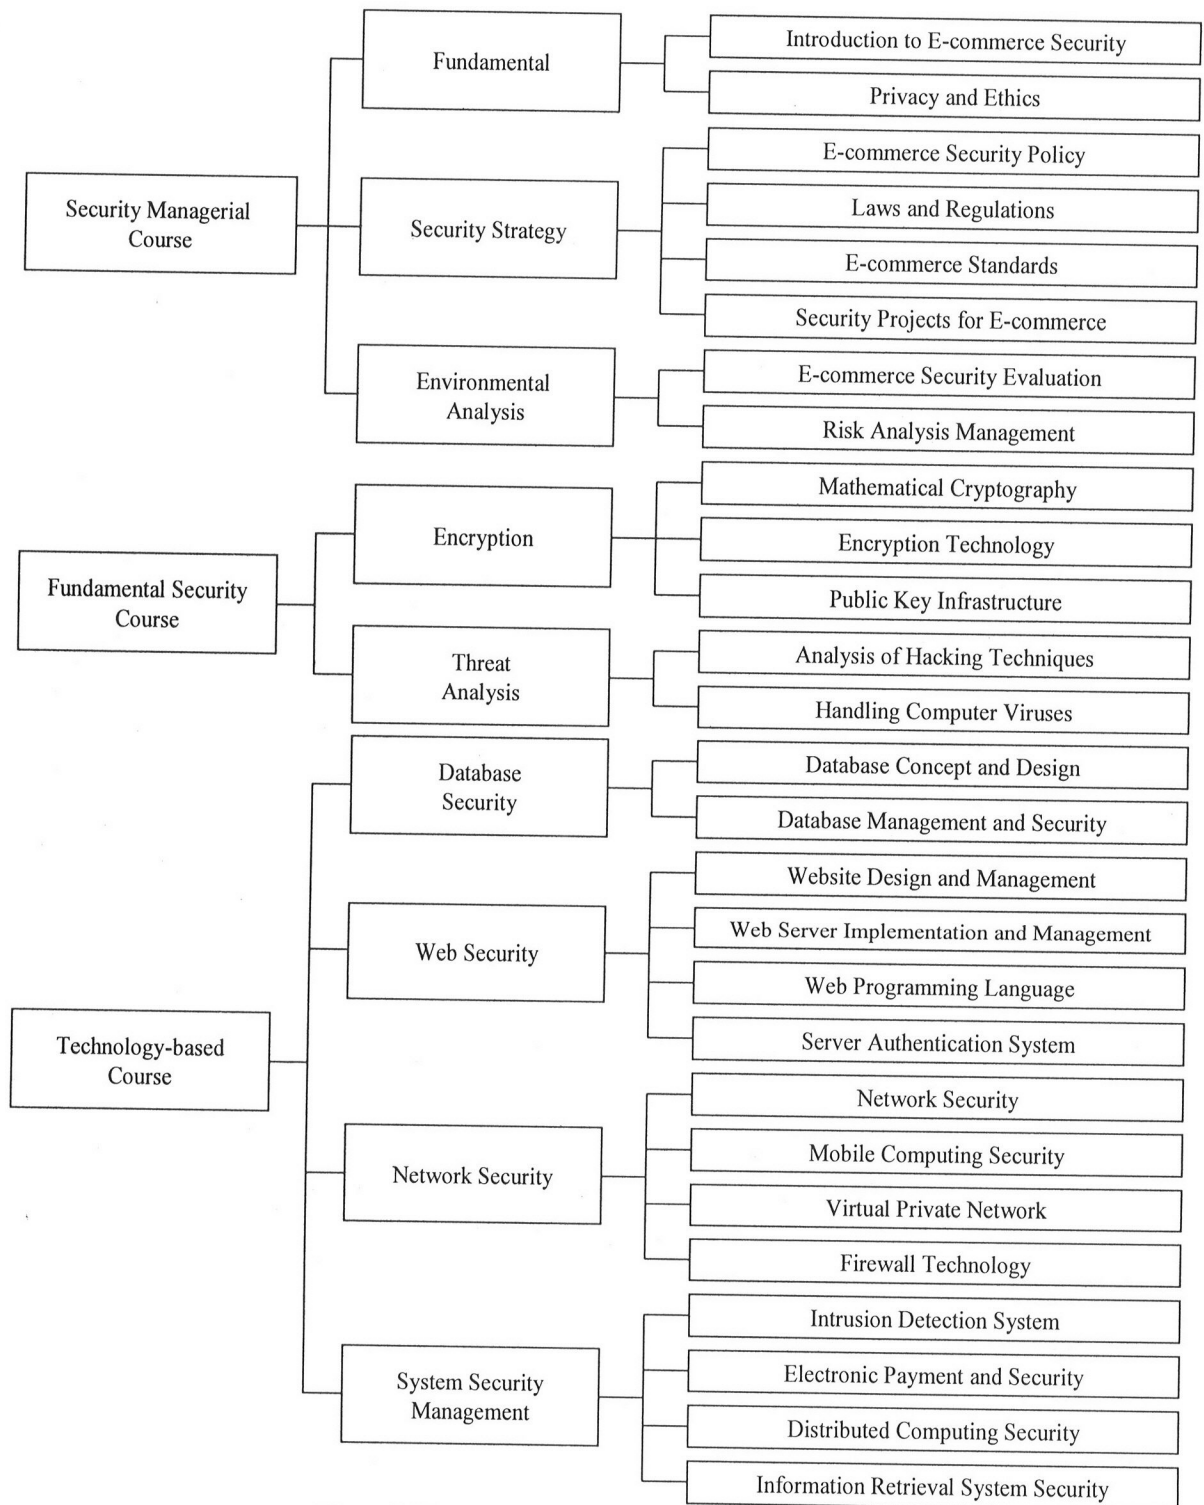 Fundamental
Introduction to E-commerce Security
Privacy and Ethics
Security Managerial
Course
Security Strategy
E-commerce Security Policy
Laws and Regulations
E-commerce Standards
Security Projects for E-commerce
Environmental
Analysis
E-commerce Security Evaluation
Risk Analysis Management
Fundamental Security
Course
Encryption
Mathematical Cryptography
Encryption Technology
Public Key Infrastructure
Threat
Analysis
Analysis of Hacking Techniques
Handling Computer Viruses
Technology-based
Course
Database
Security
Database Concept and Design
Database Management and Security
Web Security
Website Design and Management
Web Server Implementation and Management
Web Programming Language
Server Authentication System
Network Security
Network Security
Mobile Computing Security
Virtual Private Network
Firewall Technology
System Security
Management
Intrusion Detection System
Electronic Payment and Security
Distributed Computing Security
Information Retrieval System Security